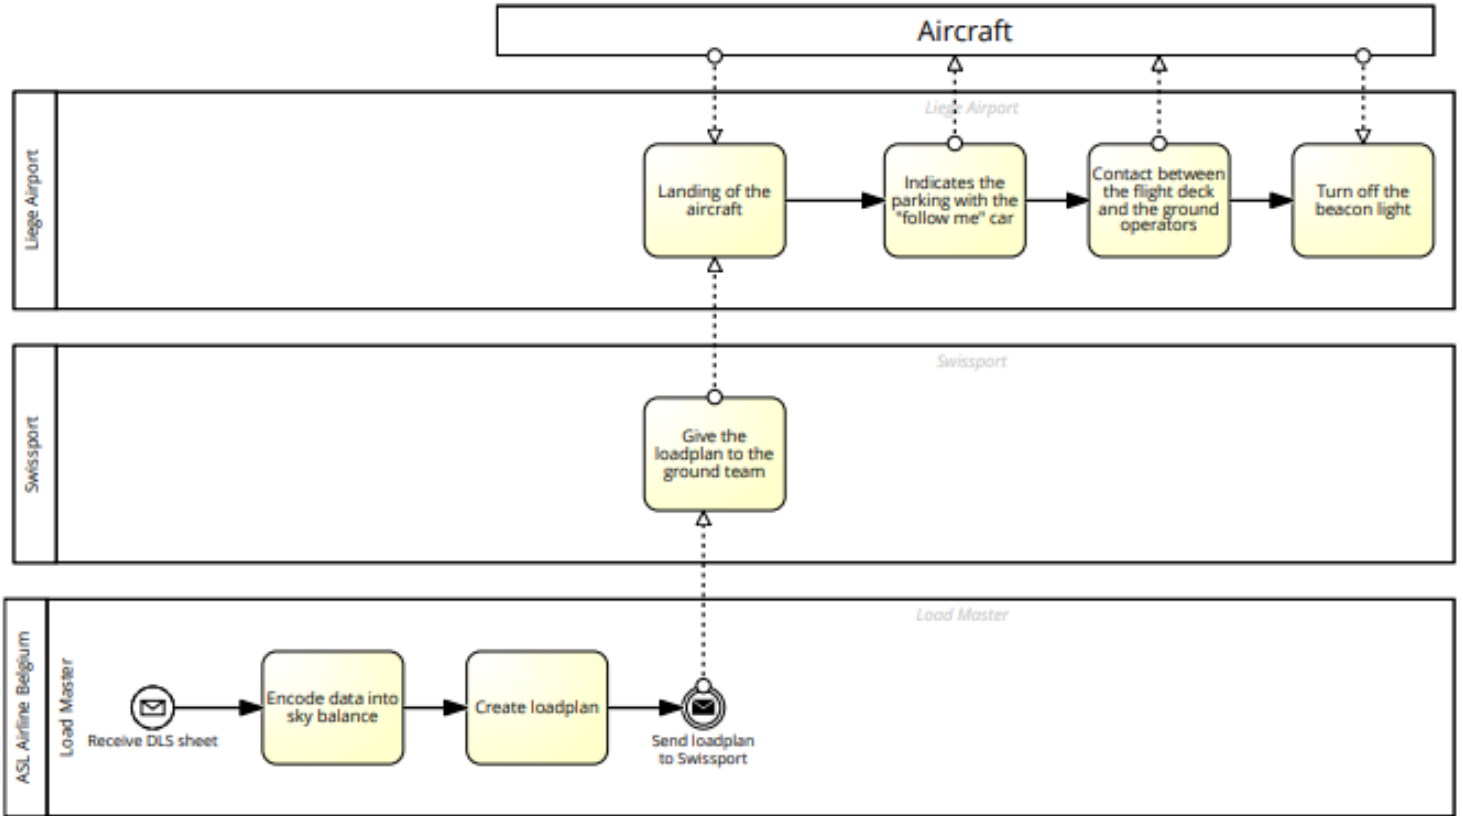 Aircraft
Liege Airport
Liege Airport
Landing of the
aircraft
Indicates the
parking with the
"follow me" car
Contact between
the flight deck
and the ground
operators
Turn off the
beacon light
Swissport
Swissport
Give the
loadplan to the
ground team
ASL Airline Belgium
Load Master
Load Master
Receive DLS sheet
Encode data into
sky balance
Create loadplan
Send loadplan
to Swissport